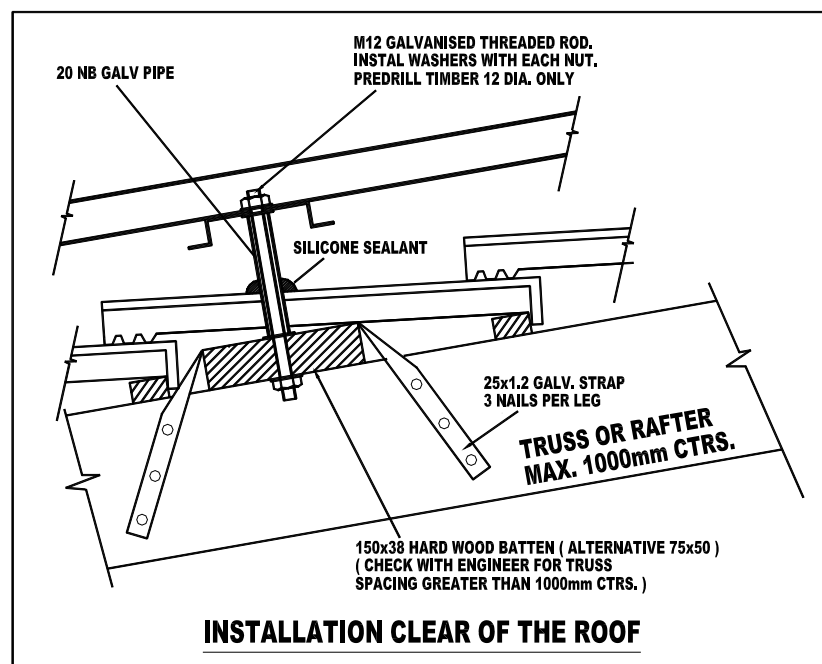 M12 GALVANISED THREADED ROD.
INSTAL WASHERS WITH EACH NUT.
PREDRILL TIMBER 12 DIA. ONLY
20 NB GALV PIPE
SILICONE SEALANT
25x1.2 GALV. STRAP
3 NAILS PER LEG
TRUSS OR RAFTER
MAX. 1000mm CTRS.
150x38 HARD WOOD BATTEN ( ALTERNATIVE 75x50 )
( CHECK WITH ENGINEER FOR TRUSS
SPACING GREATER THAN 1000mm CTRS. )
INSTALLATION CLEAR OF THE ROOF